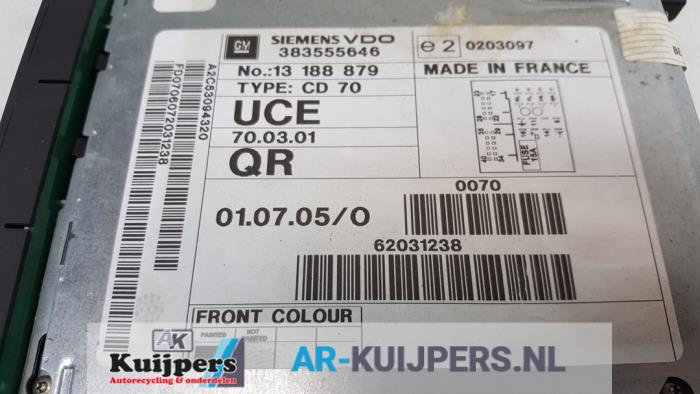 GM
SIEMENS VDO
383555646
e2 0203097
No.:13 188 879
TYPE: CD 70
MADE IN FRANCE
UCE
70.03.01
QR
FUSE
15A
0070
01.07.05/O
62031238
FRONT COLOUR
PAINTED
NOT PAINTED
A2C53094320
FD0706072031238
AK
Kuijpers
Autorecycling & onderdelen
AR-KUIJPERS.NL